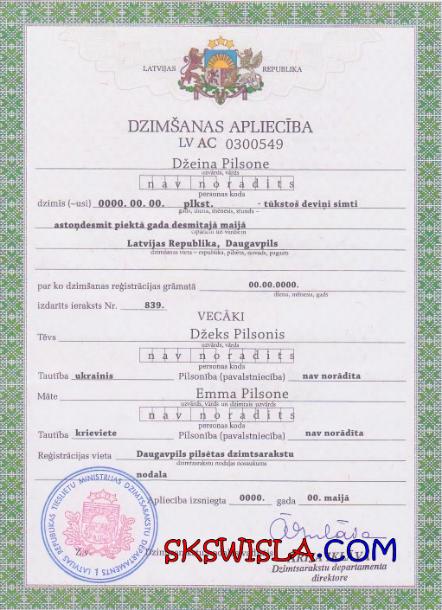 LATVIJAS REPUBLIKA
DZIMŠANAS APLIECĪBA
LV AC 0300549
Džeina Pilsone
uzvārds, vārds
nav norādīts
personas kods
dzimis (–usi) 0000. 00. 00. plkst. - tūkstoš deviņi simti
gads, diena, mēnesis, stunda –
astoņdesmit piektā gada desmitajā maijā
cipariem un vārdiem
Latvijas Republika, Daugavpils
dzimšanas vieta – republika, pilsēta, novads, pagasts
par ko dzimšanas reģistrācijas grāmatā 00.00.0000.
diena, mēnesis, gads
izdarīts ieraksts Nr. 839.
VECĀKI
Tēvs Džeks Pilsonis
uzvārds, vārds
nav norādīts
personas kods
Tautība ukrainis Pilsonība (pavalstniecība) nav norādīta
Māte Emma Pilsone
uzvārds, vārds un dzimtais uzvārds
nav norādīts
personas kods
Tautība krieviete Pilsonība (pavalstniecība) nav norādīta
Reģistrācijas vieta Daugavpils pilsētas dzimtsarakstu
dzimtsarakstu nodaļas nosaukums
nodaļa
Apliecība izsniegta 0000. gada 00. maijā
LATVIJAS REPUBLIKAS TIESLIETU MINISTRIJAS DZIMTSARAKSTU DEPARTAMENTS
Z.v.
SKSWISLA.COM
Dzimtsarakstu departamenta
direktore